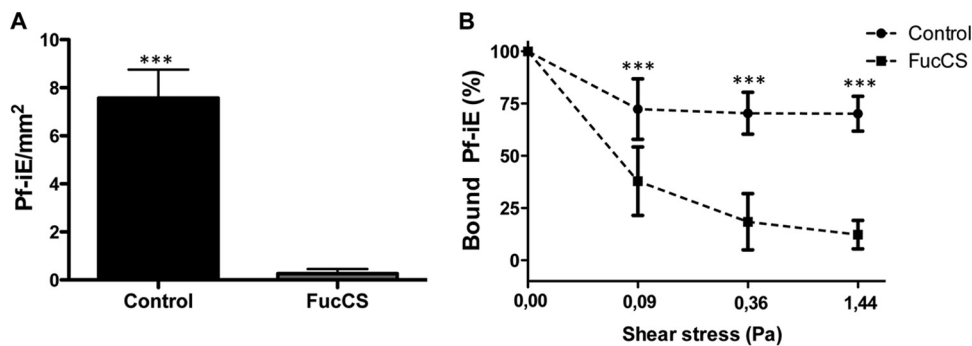 A
Pf-iE/mm²
10
8
6
4
2
0
***
Control
FucCS
B
Control
FucCS
Bound Pf-iE (%)
100
75
50
25
0
*** *** ***
0,00 0,09 0,36 1,44
Shear stress (Pa)